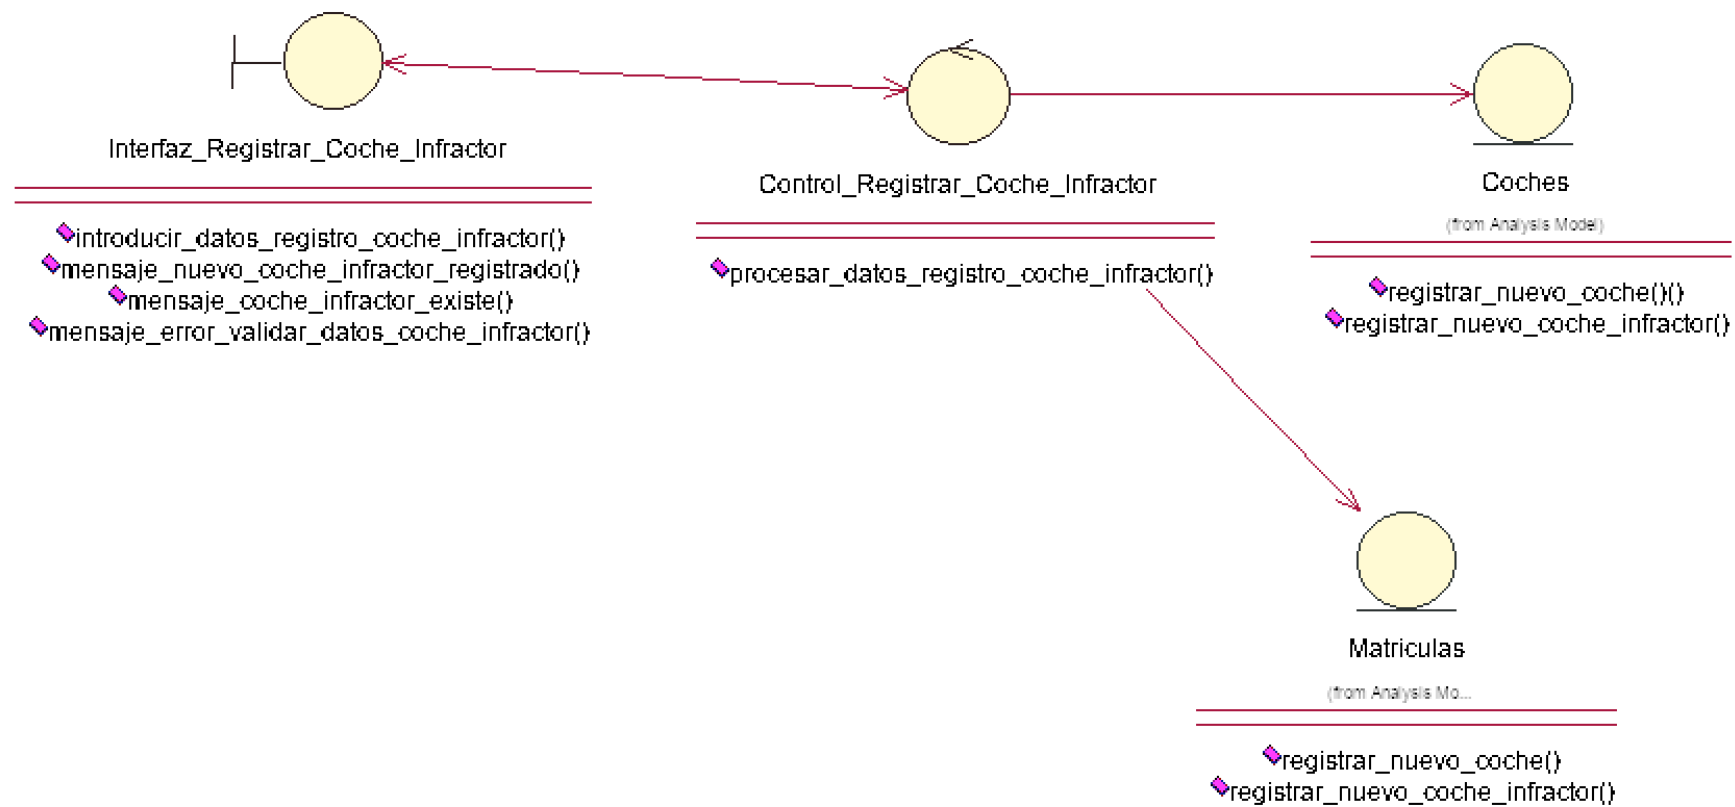 Interfaz_Registrar_Coche_Infractor
introducir_datos_registro_coche_infractor()
mensaje_nuevo_coche_infractor_registrado()
mensaje_coche_infractor_existe()
mensaje_error_validar_datos_coche_infractor()
Control_Registrar_Coche_Infractor
procesar_datos_registro_coche_infractor()
Coches
(from Analysis Model)
registrar_nuevo_coche()()
registrar_nuevo_coche_infractor()
Matriculas
(from Analysis Mo...
registrar_nuevo_coche()
registrar_nuevo_coche_infractor()